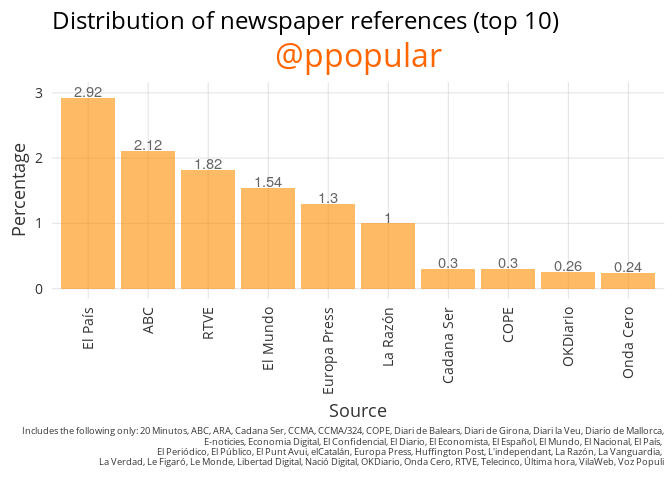 Distribution of newspaper references (top 10)
@ppopular
Percentage
3
2
1
0
2.92
2.12
1.82
1.54
1.3
1
0.3
0.3
0.26
0.24
El País
ABC
RTVE
El Mundo
Europa Press
La Razón
Cadana Ser
COPE
OKDiario
Onda Cero
Source
Includes the following only: 20 Minutos, ABC, ARA, Cadana Ser, CCMA, CCMA/324, COPE, Diari de Balears, Diari de Girona, Diari la Veu, Diario de Mallorca,
E-noticies, Economia Digital, El Confidencial, El Diario, El Economista, El Español, El Mundo, El Nacional, El País,
El Periódico, El Público, El Punt Avui, elCatalán, Europa Press, Huffington Post, L'independant, La Razón, La Vanguardia,
La Verdad, Le Figaró, Le Monde, Libertad Digital, Nació Digital, OKDiario, Onda Cero, RTVE, Telecinco, Última hora, VilaWeb, Voz Populi